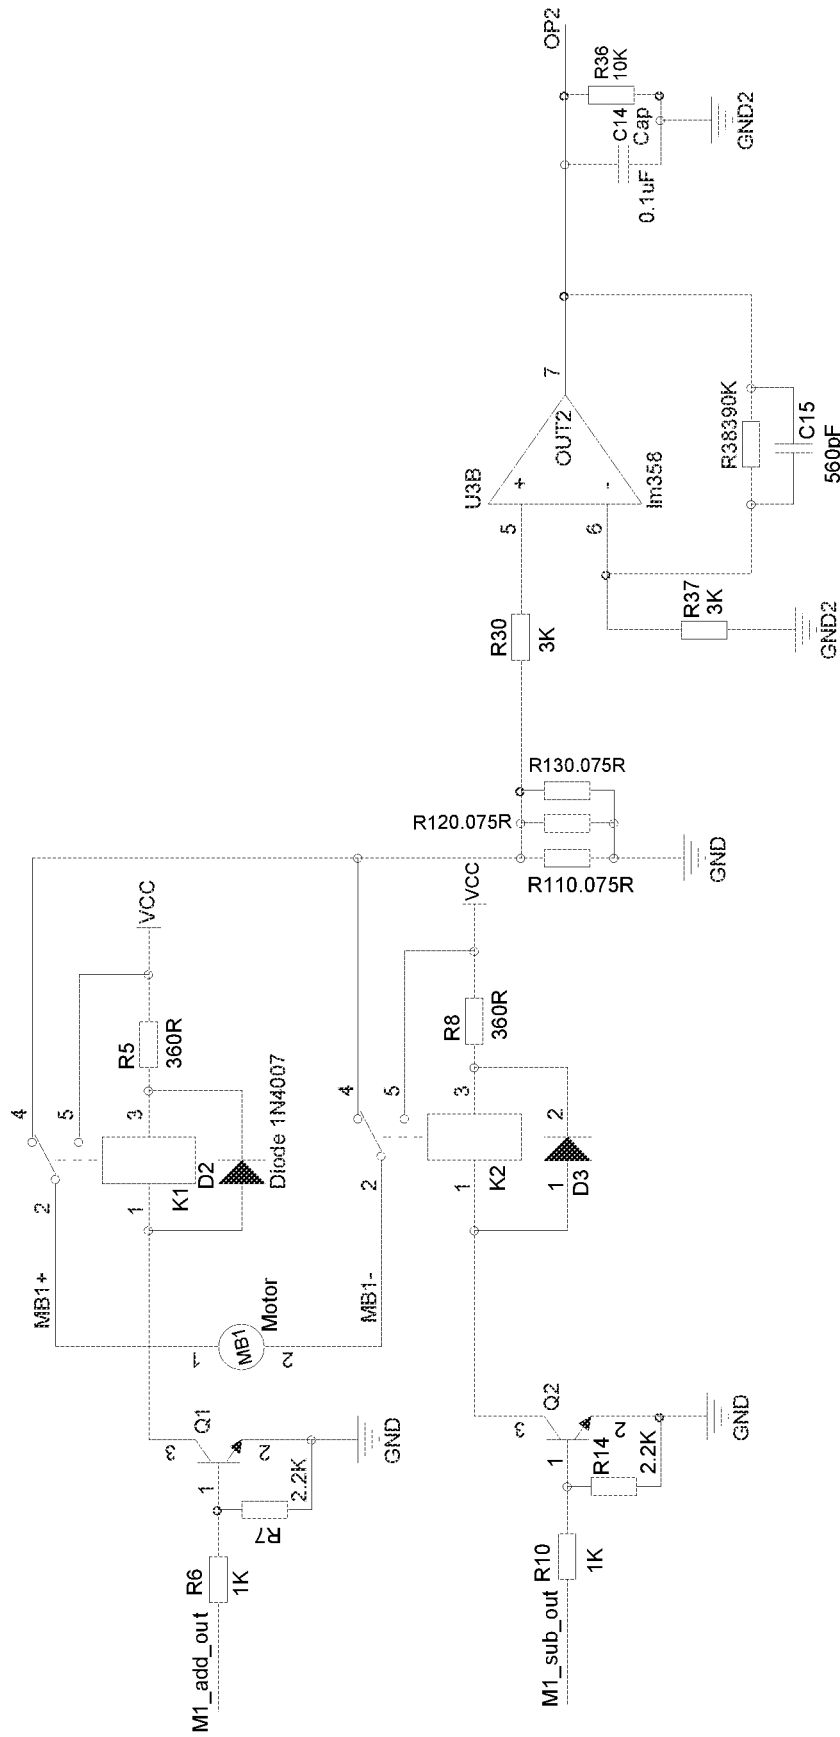 M1_add_out
R6
1K
R7
2.2K
1
3
2
Q1
GND
MB1+
MB1
Motor
1
2
MB1-
2
4
5
K1
1
3
D2
Diode 1N4007
R5
360R
VCC
M1_sub_out
R10
1K
R14
2.2K
1
3
2
Q2
GND
2
4
5
K2
1
3
D3
1
2
R8
360R
VCC
R110.075R
R120.075R
R130.075R
GND
R30
3K
5
6
7
U3B
+
-
OUT2
lm358
R37
3K
GND2
R38390K
C15
560pF
C14
Cap
0.1uF
R36
10K
GND2
OP2